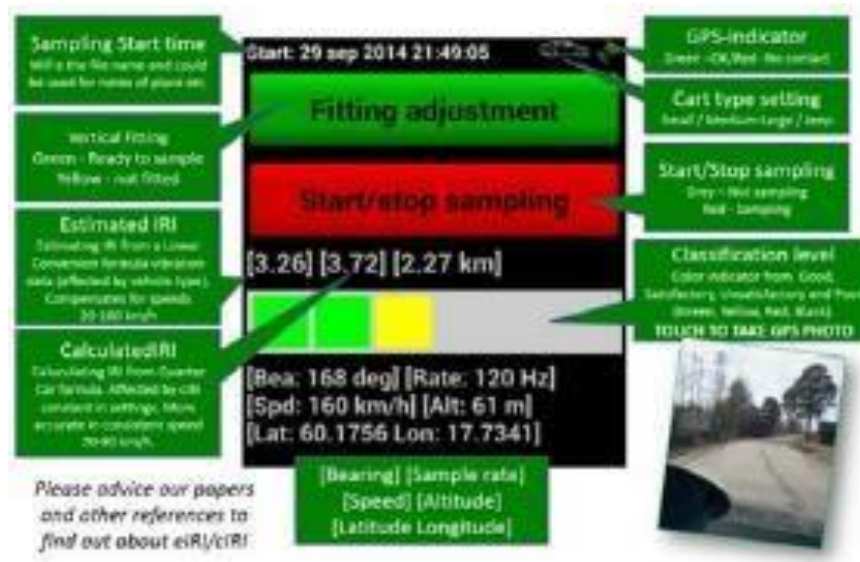 Sampling Start time
Will a the file name and could
be used for notes of place etc
Vertical fitting
Green - Ready to sample
Yellow - not fitted
Estimated IRI
Estimating IRI from a Linear
Conversion formula vibration
data (affected by vehicle type).
Compensates for speeds
20-100 km/h
CalculatedIRI
Calculating IRI from Quarter
Car formula. Affected by cIRI
constant in settings. More
accurate in consistent speed
Please advice our papers
and other references to
find out about eIRI/cIRI
Start: 29 sep 2014 21:49:05
Fitting adjustment
Start/stop sampling
[3.26] [3.72] [2.27 km]
[Bea: 168 deg] [Rate: 120 Hz]
[Spd: 160 km/h] [Alt: 61 m]
[Lat: 60.1756 Lon: 17.7341]
[Bearing] [Sample rate]
[Speed] [Altitude]
[Latitude Longitude]
GPS-indicator
Green -OK/Red -No contact
Cart type setting
Small / Medium-Large / Jeep
Start/Stop sampling
Grey - Not sampling
Red - Sampling
Classification level
Color indicator from Good,
Satisfactory, Unsatisfactory and Poor
(Green, Yellow, Red, Black).
TOUCH TO TAKE GPS PHOTO